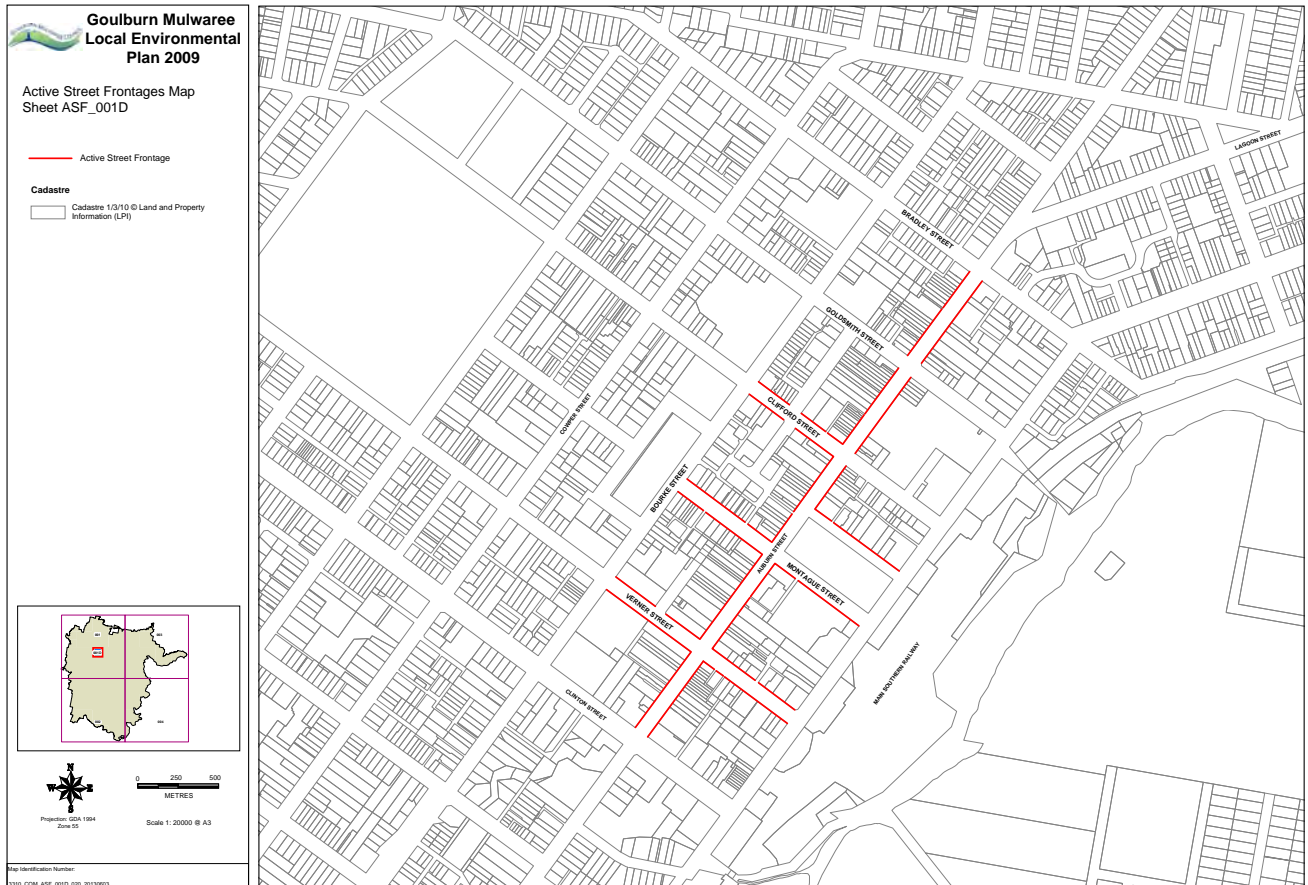 Goulburn Mulwaree
Local Environmental
Plan 2009
Active Street Frontages Map
Sheet ASF_001D
Active Street Frontage
Cadastre
Cadastre 1/3/10 © Land and Property
Information (LPI)
N
W E
S
Projection: GDA 1994
Zone 55
0 250 500
METRES
Scale 1: 20000 @ A3
Map Identification Number:
LAGOON STREET
BRADLEY STREET
GOLDSMITH STREET
CLIFFORD STREET
COWPER STREET
BOURKE STREET
AUBURN STREET
MONTAGUE STREET
VERNER STREET
MAIN SOUTHERN RAILWAY
CLINTON STREET